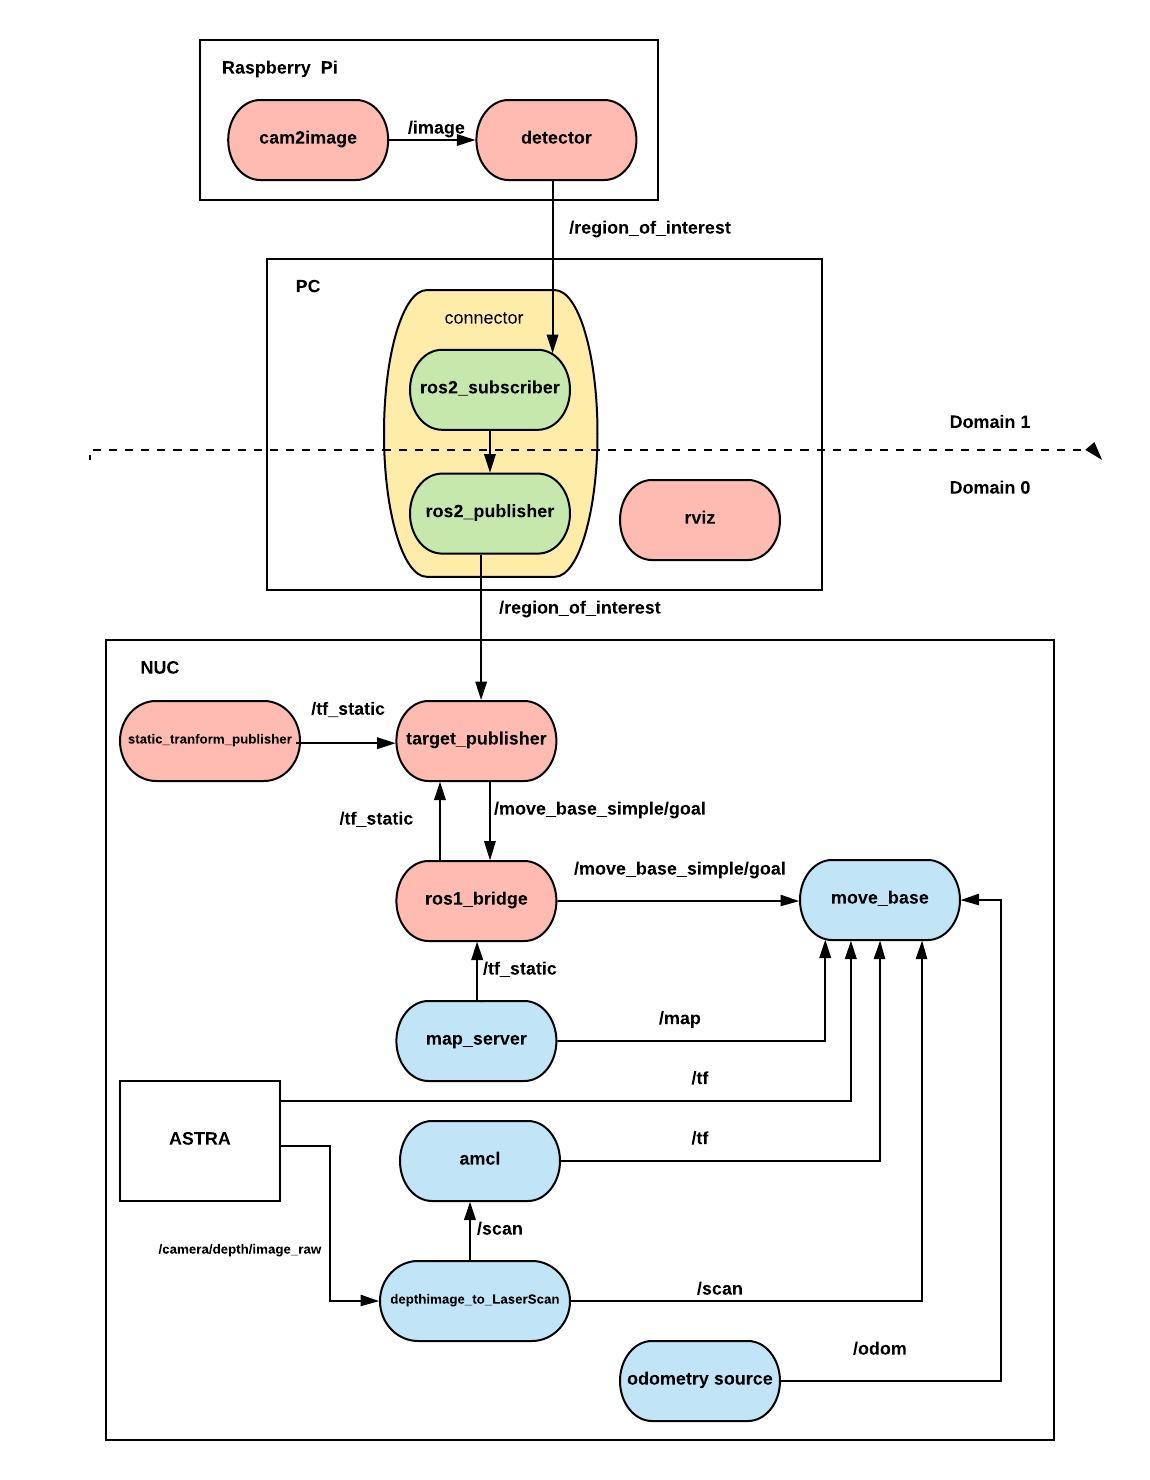 Raspberry Pi
cam2image
/image
detector
/region_of_interest
PC
connector
ros2_subscriber
Domain 1
Domain 0
ros2_publisher
rviz
/region_of_interest
NUC
static_tranform_publisher
/tf_static
target_publisher
/tf_static
/move_base_simple/goal
ros1_bridge
/move_base_simple/goal
move_base
/tf_static
map_server
/map
/tf
ASTRA
amcl
/tf
/scan
/camera/depth/image_raw
depthimage_to_LaserScan
/scan
/odom
odometry source